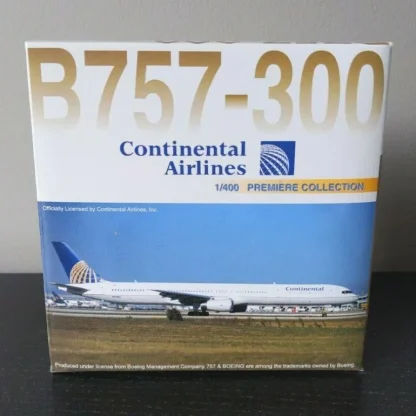 B757-300
Continental
Airlines
1/400 PREMIERE COLLECTION
Officially Licensed by Continental Airlines, Inc.
Continental
Produced under license from Boeing Management Company 757 & BOEING are among the trademarks owned by Boeing.